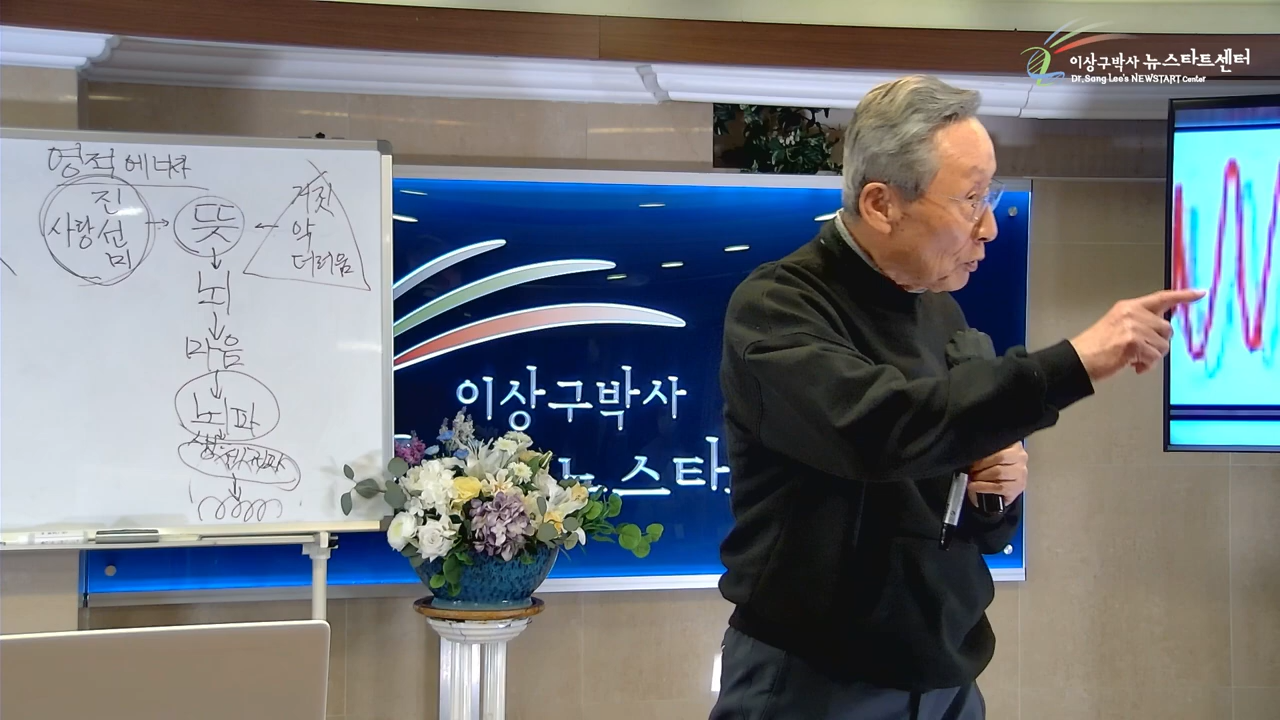 이상구박사 뉴스타트센터
Dr. Sang Lee's NEWSTART Center
영적 에너지
진
사랑 선
미
뜻
거짓
악
더러움
뇌
마음
뇌파
이상구박사
뉴스타